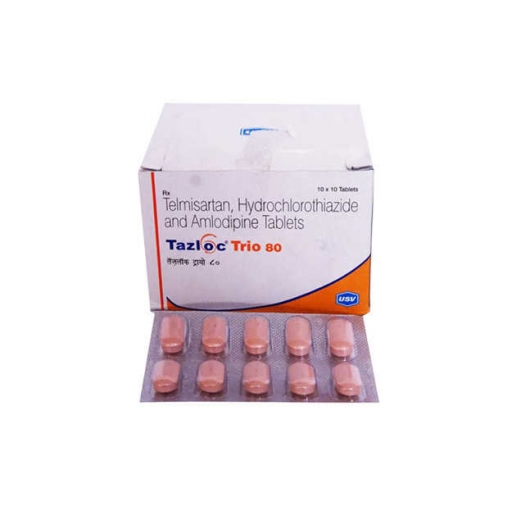 Rx
10 x 10 Tablets
Telmisartan, Hydrochlorothiazide
and Amlodipine Tablets
Tazloc® Trio 80
तेज़लॉक ट्रायो ८०
USV